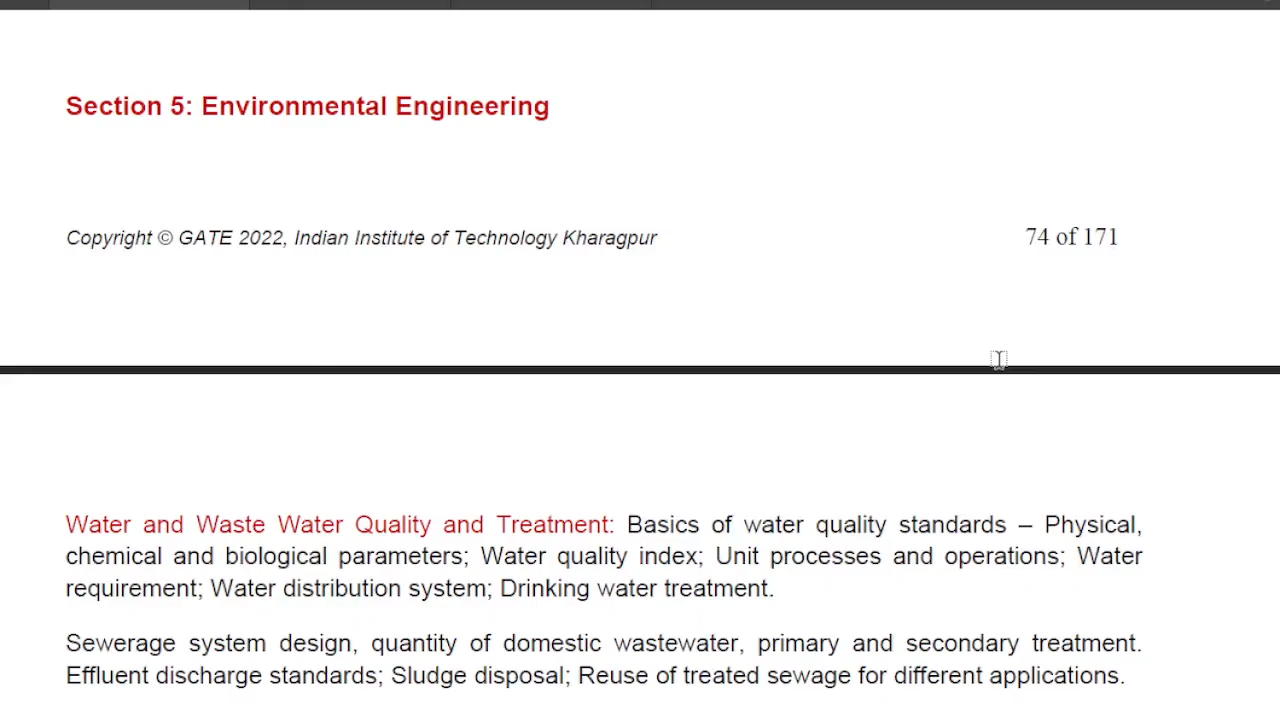 Section 5: Environmental Engineering
Copyright © GATE 2022, Indian Institute of Technology Kharagpur
74 of 171
Water and Waste Water Quality and Treatment: Basics of water quality standards – Physical,
chemical and biological parameters; Water quality index; Unit processes and operations; Water
requirement; Water distribution system; Drinking water treatment.
Sewerage system design, quantity of domestic wastewater, primary and secondary treatment.
Effluent discharge standards; Sludge disposal; Reuse of treated sewage for different applications.